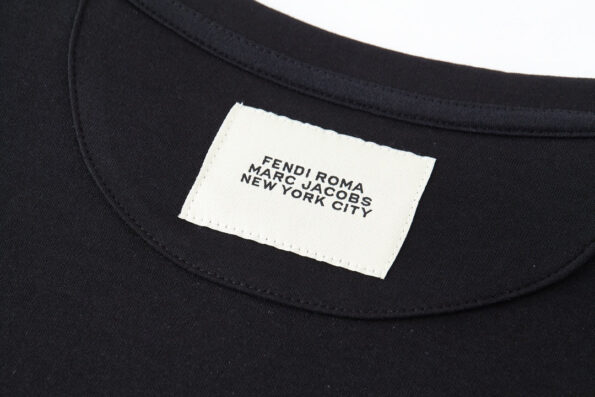 FENDI ROMA
MARC JACOBS
NEW YORK CITY